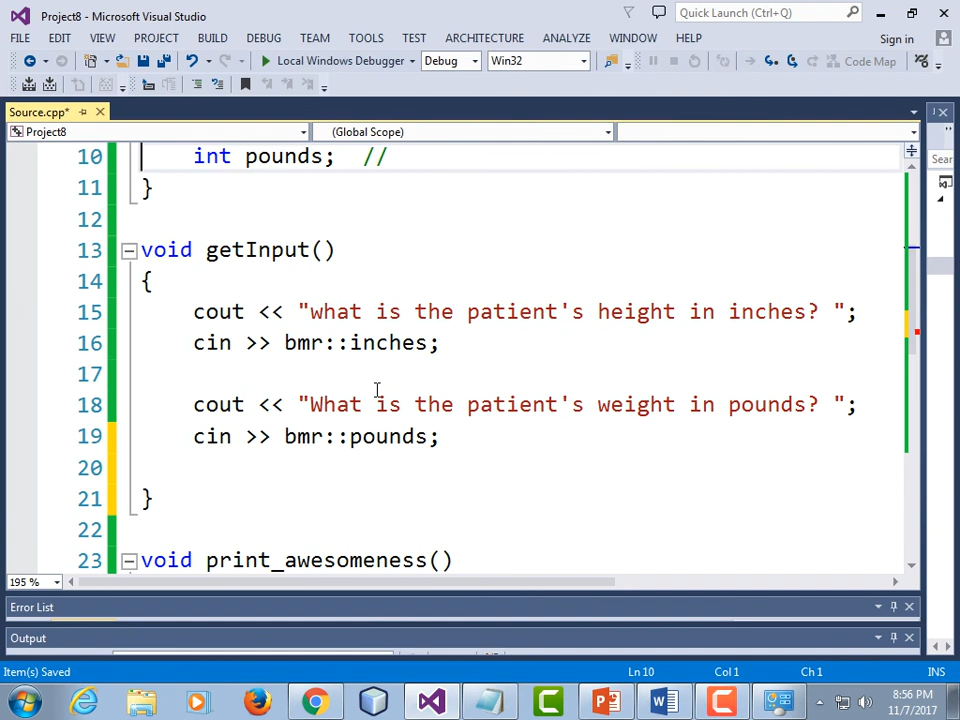 Project8 - Microsoft Visual Studio
Quick Launch (Ctrl+Q)
FILE EDIT VIEW PROJECT BUILD DEBUG TEAM TOOLS TEST ARCHITECTURE ANALYZE WINDOW HELP Sign in
Local Windows Debugger Debug Win32 Code Map
Source.cpp*
Project8 (Global Scope)
Sear
10 int pounds; //
11 }
12
13 void getInput()
14 {
15 cout << "what is the patient's height in inches? ";
16 cin >> bmr::inches;
17
18 cout << "What is the patient's weight in pounds? ";
19 cin >> bmr::pounds;
20
21 }
22
23 void print_awesomeness()
195 %
Error List
Output
Item(s) Saved Ln 10 Col 1 Ch 1 INS
8:56 PM
11/7/2017